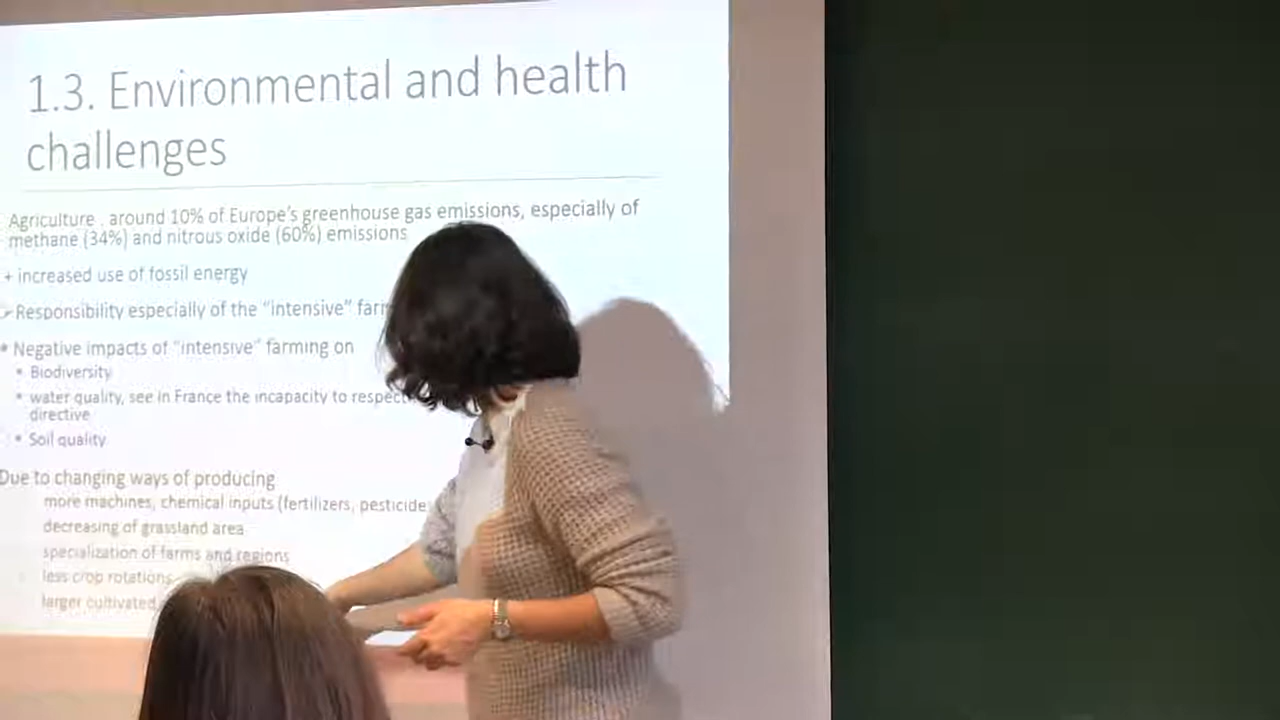 1.3. Environmental and health
challenges
Agriculture , around 10% of Europe's greenhouse gas emissions, especially of
methane (34%) and nitrous oxide (60%) emissions
+ increased use of fossil energy
➢Responsibility especially of the "intensive"
• Negative impacts of "intensive" farming on
• Biodiversity
• water quality, see in France the incapacity to respect
directive
• Soil quality
Due to changing ways of producing
more machines, chemical inputs (fertilizers, pesticide
decreasing of grassland area
specialization of farms and regions
less crop rotations
larger cultivated